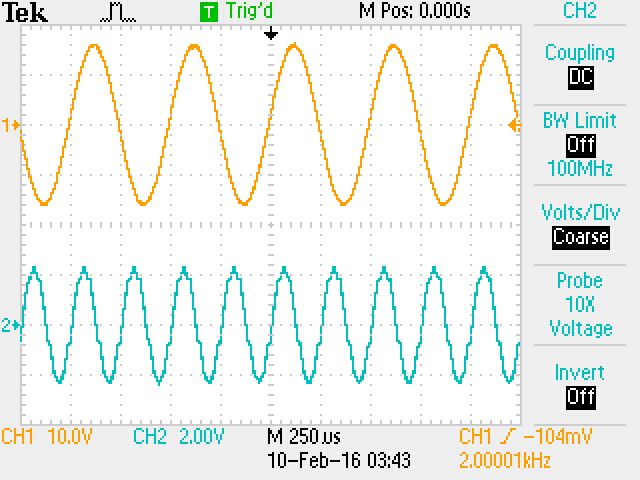 Tek T Trig'd M Pos: 0.000s CH2
Coupling
DC
BW Limit
Off
100MHz
Volts/Div
Coarse
Probe
10X
Voltage
Invert
Off
1
2
CH1 10.0V CH2 2.00V M 250µs CH1 -104mV
10-Feb-16 03:43 2.00001kHz